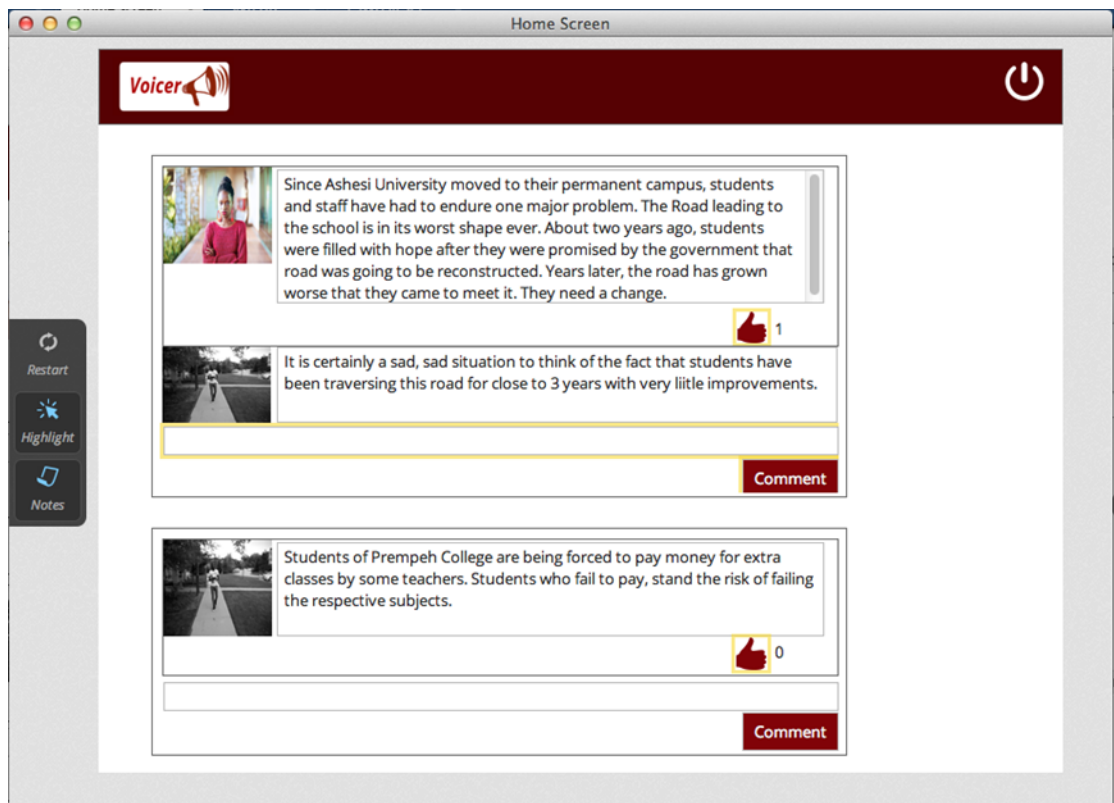 Home Screen
Voicer
Since Ashesi University moved to their permanent campus, students
and staff have had to endure one major problem. The Road leading to
the school is in its worst shape ever. About two years ago, students
were filled with hope after they were promised by the government that
road was going to be reconstructed. Years later, the road has grown
worse that they came to meet it. They need a change.
1
It is certainly a sad, sad situation to think of the fact that students have
been traversing this road for close to 3 years with very liitle improvements.
Comment
Restart
Highlight
Notes
Students of Prempeh College are being forced to pay money for extra
classes by some teachers. Students who fail to pay, stand the risk of failing
the respective subjects.
0
Comment